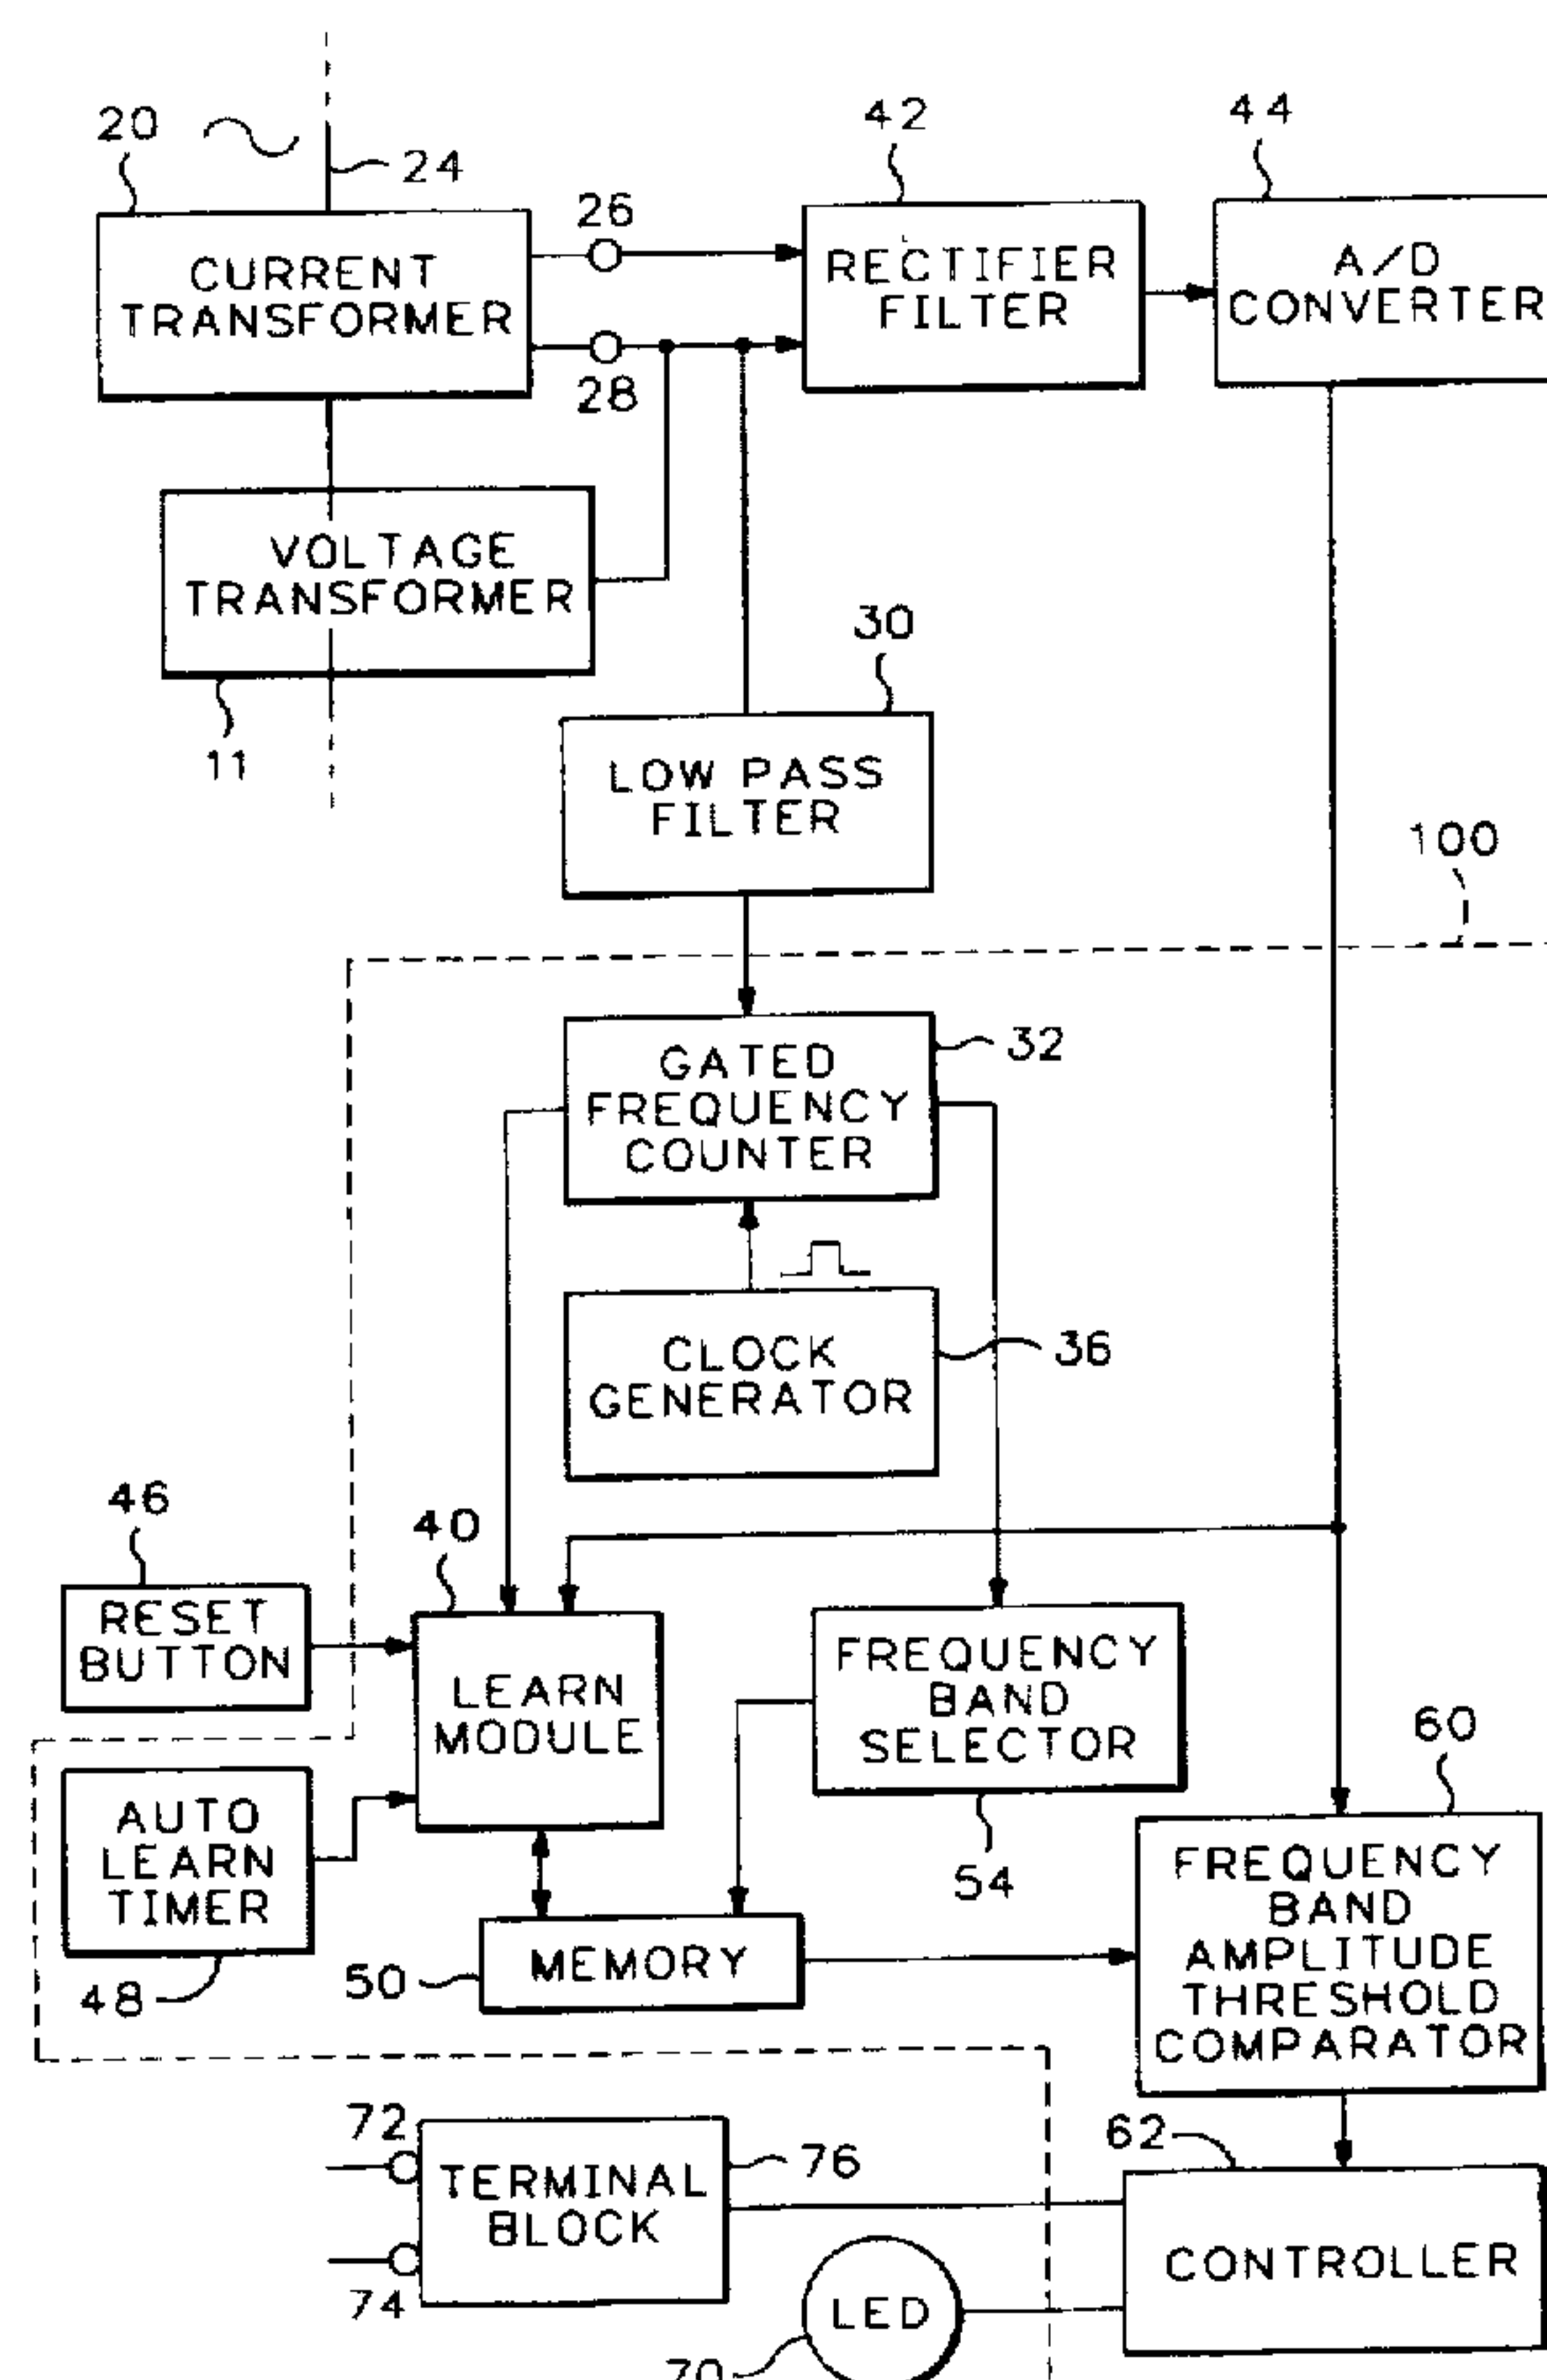 20
24
26
42
44
CURRENT
TRANSFORMER
RECTIFIER
FILTER
A/D
CONVERTER
28
VOLTAGE
TRANSFORMER
11
30
LOW PASS
FILTER
100
GATED
FREQUENCY
COUNTER
32
CLOCK
GENERATOR
36
46
40
RESET
BUTTON
LEARN
MODULE
FREQUENCY
BAND
SELECTOR
54
60
AUTO
LEARN
TIMER
48
50
MEMORY
FREQUENCY
BAND
AMPLITUDE
THRESHOLD
COMPARATOR
72
76
62
TERMINAL
BLOCK
74
CONTROLLER
LED
70